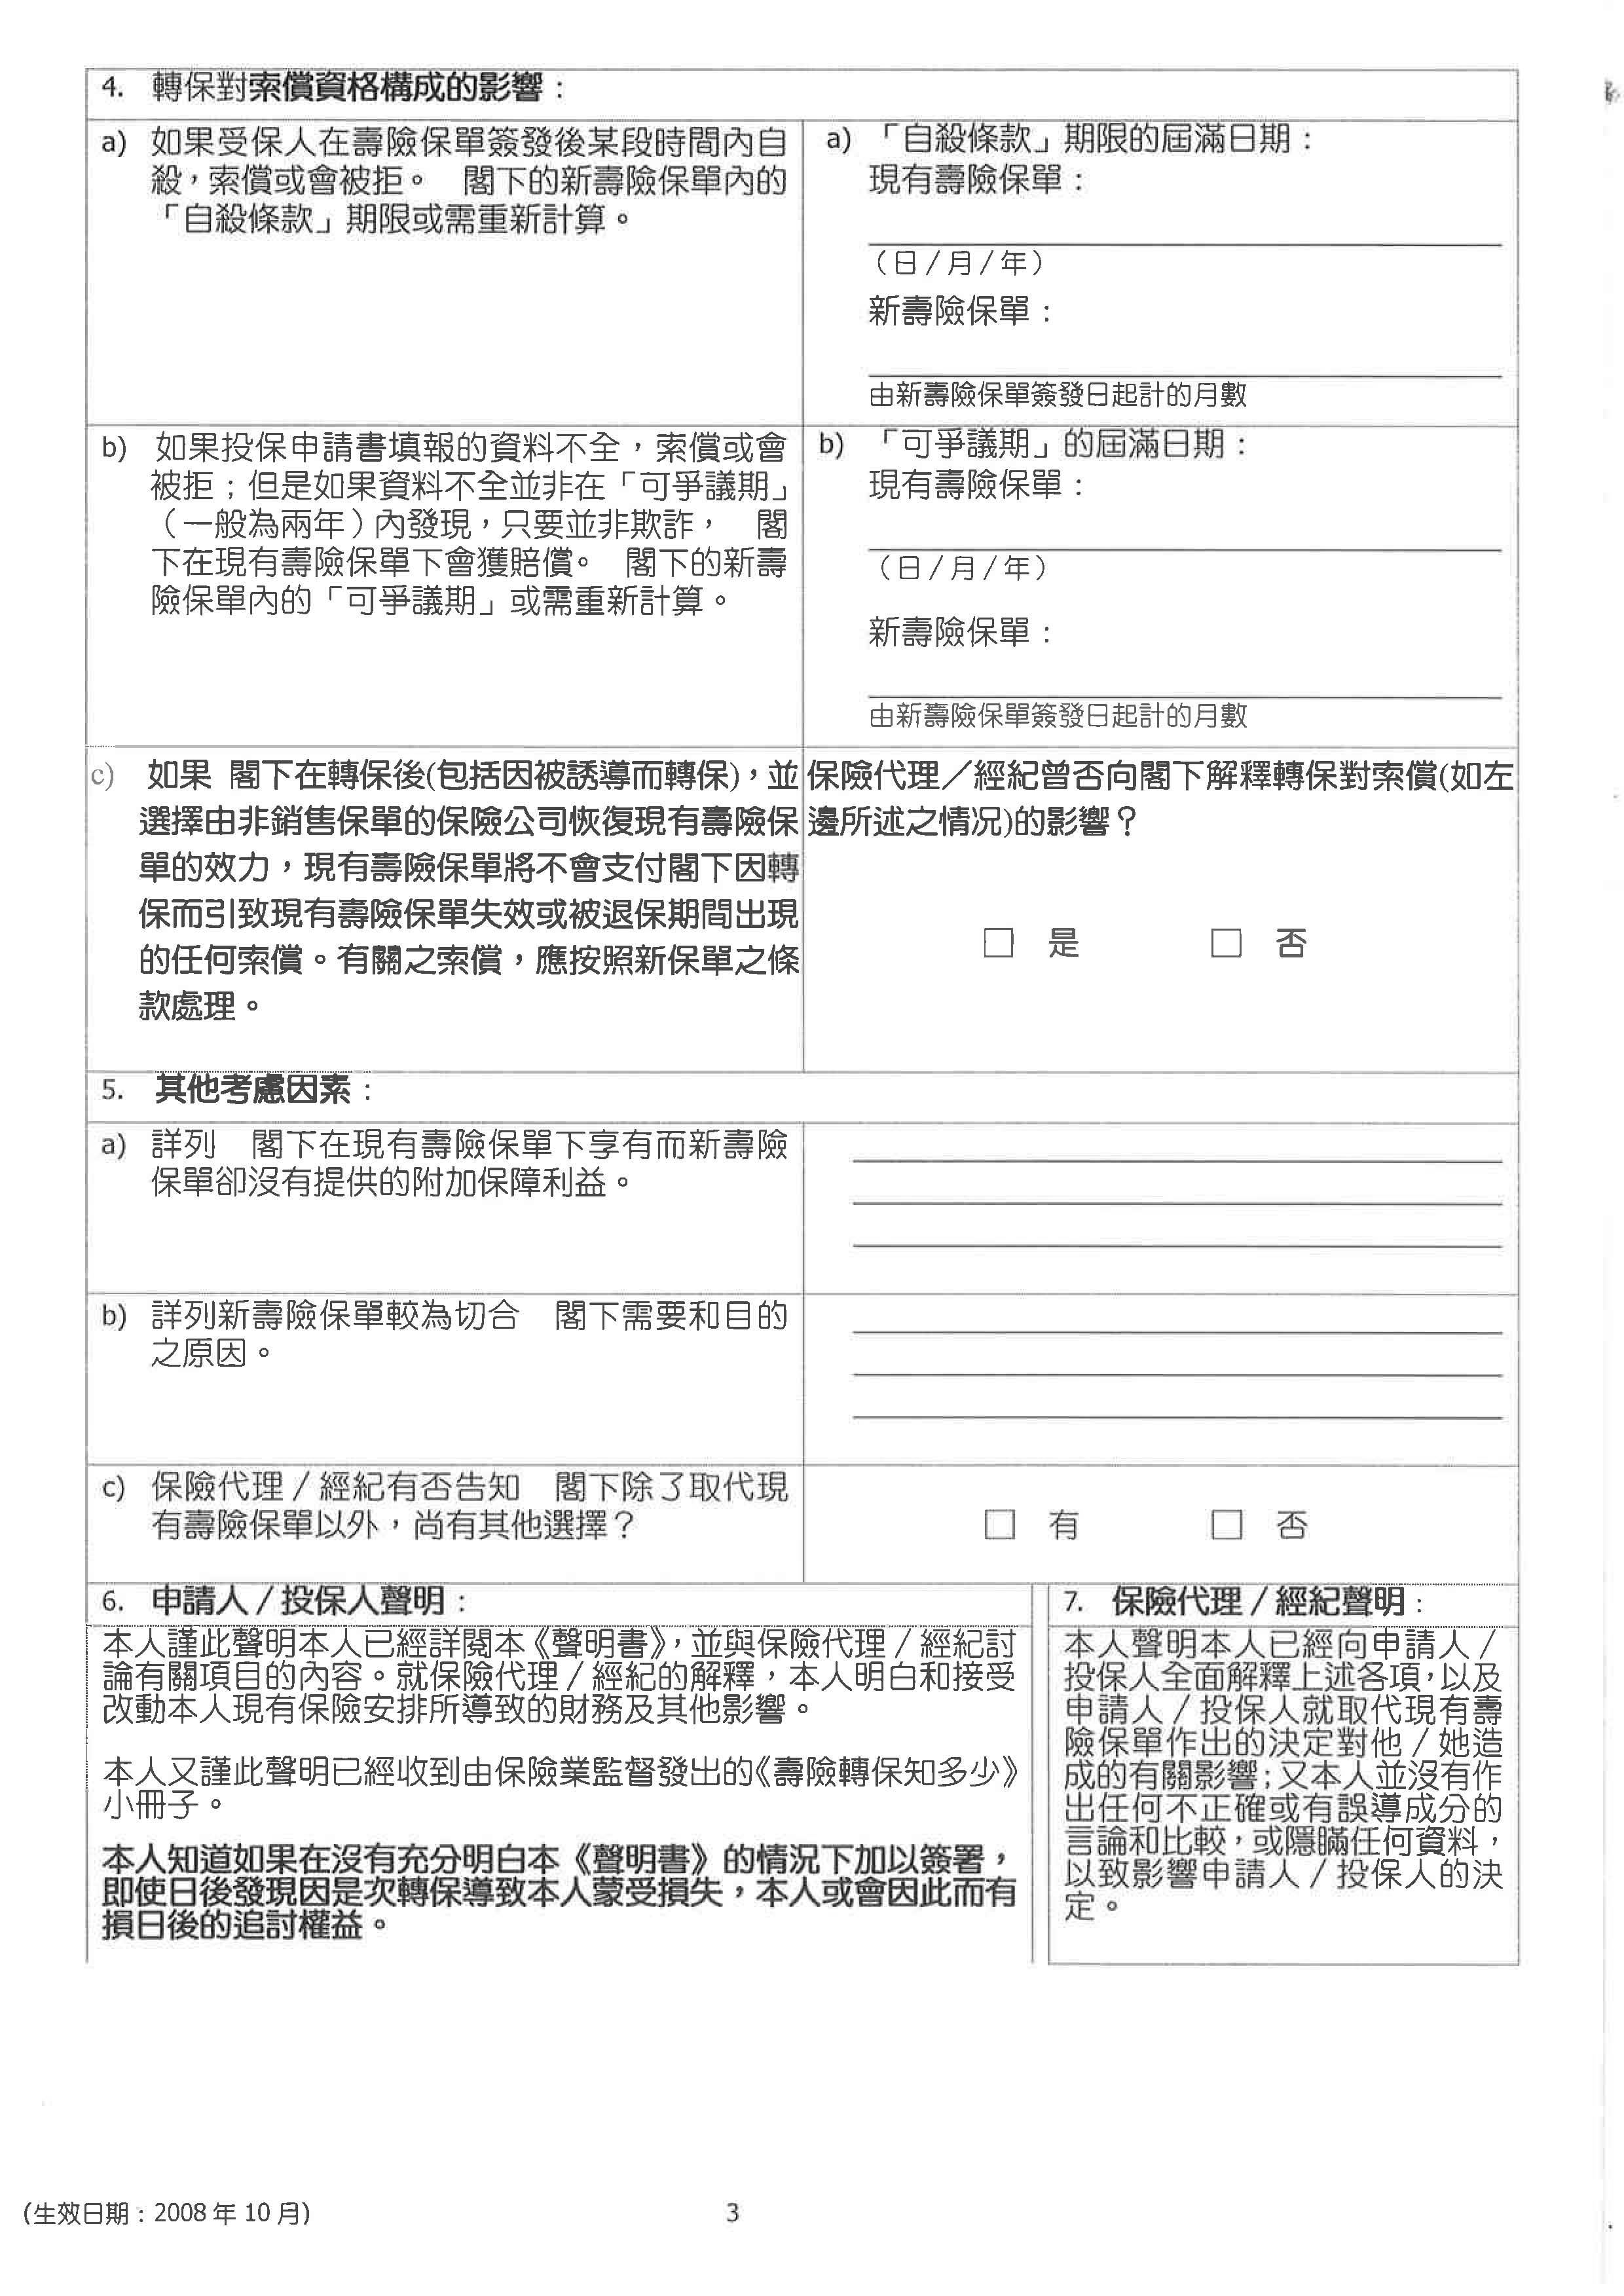 4. 轉保對索償資格構成的影響：
a) 如果受保人在壽險保單簽發後某段時間內自
殺，索償或會被拒。 閣下的新壽險保單內的
「自殺條款」期限或需重新計算。
a) 「自殺條款」期限的屆滿日期：
現有壽險保單：
（日/月/年）
新壽險保單：
由新壽險保單簽發日起計的月數
b) 如果投保申請書填報的資料不全，索償或會
被拒；但是如果資料不全並非在「可爭議期」
（一般為兩年）內發現，只要並非欺詐， 閣
下在現有壽險保單下會獲賠償。 閣下的新壽
險保單內的「可爭議期」或需重新計算。
b) 「可爭議期」的屆滿日期：
現有壽險保單：
（日/月/年）
新壽險保單：
由新壽險保單簽發日起計的月數
c) 如果 閣下在轉保後(包括因被誘導而轉保)，並
選擇由非銷售保單的保險公司恢復現有壽險保
單的效力，現有壽險保單將不會支付閣下因轉
保而引致現有壽險保單失效或被退保期間出現
的任何索償。有關之索償，應按照新保單之條
款處理。
保險代理／經紀曾否向閣下解釋轉保對索償(如左
邊所述之情況)的影響？
□ 是 □ 否
5. 其他考慮因素：
a) 詳列 閣下在現有壽險保單下享有而新壽險
保單卻沒有提供的附加保障利益。
b) 詳列新壽險保單較為切合 閣下需要和目的
之原因。
c) 保險代理/經紀有否告知 閣下除了取代現
有壽險保單以外，尚有其他選擇？
□ 有 □ 否
6. 申請人/投保人聲明：
本人謹此聲明本人已經詳閱本《聲明書》，並與保險代理/經紀討
論有關項目的內容。就保險代理/經紀的解釋，本人明白和接受
改動本人現有保險安排所導致的財務及其他影響。
本人又謹此聲明已經收到由保險業監督發出的《壽險轉保知多少》
小冊子。
本人知道如果在沒有充分明白本《聲明書》的情況下加以簽署，
即使日後發現因是次轉保導致本人蒙受損失，本人或會因此而有
損日後的追討權益。
7. 保險代理/經紀聲明：
本人聲明本人已經向申請人/
投保人全面解釋上述各項，以及
申請人/投保人就取代現有壽
險保單作出的決定對他/她造
成的有關影響；又本人並沒有作
出任何不正確或有誤導成分的
言論和比較，或隱瞞任何資料，
以致影響申請人/投保人的決
定。
(生效日期：2008 年 10 月)
3